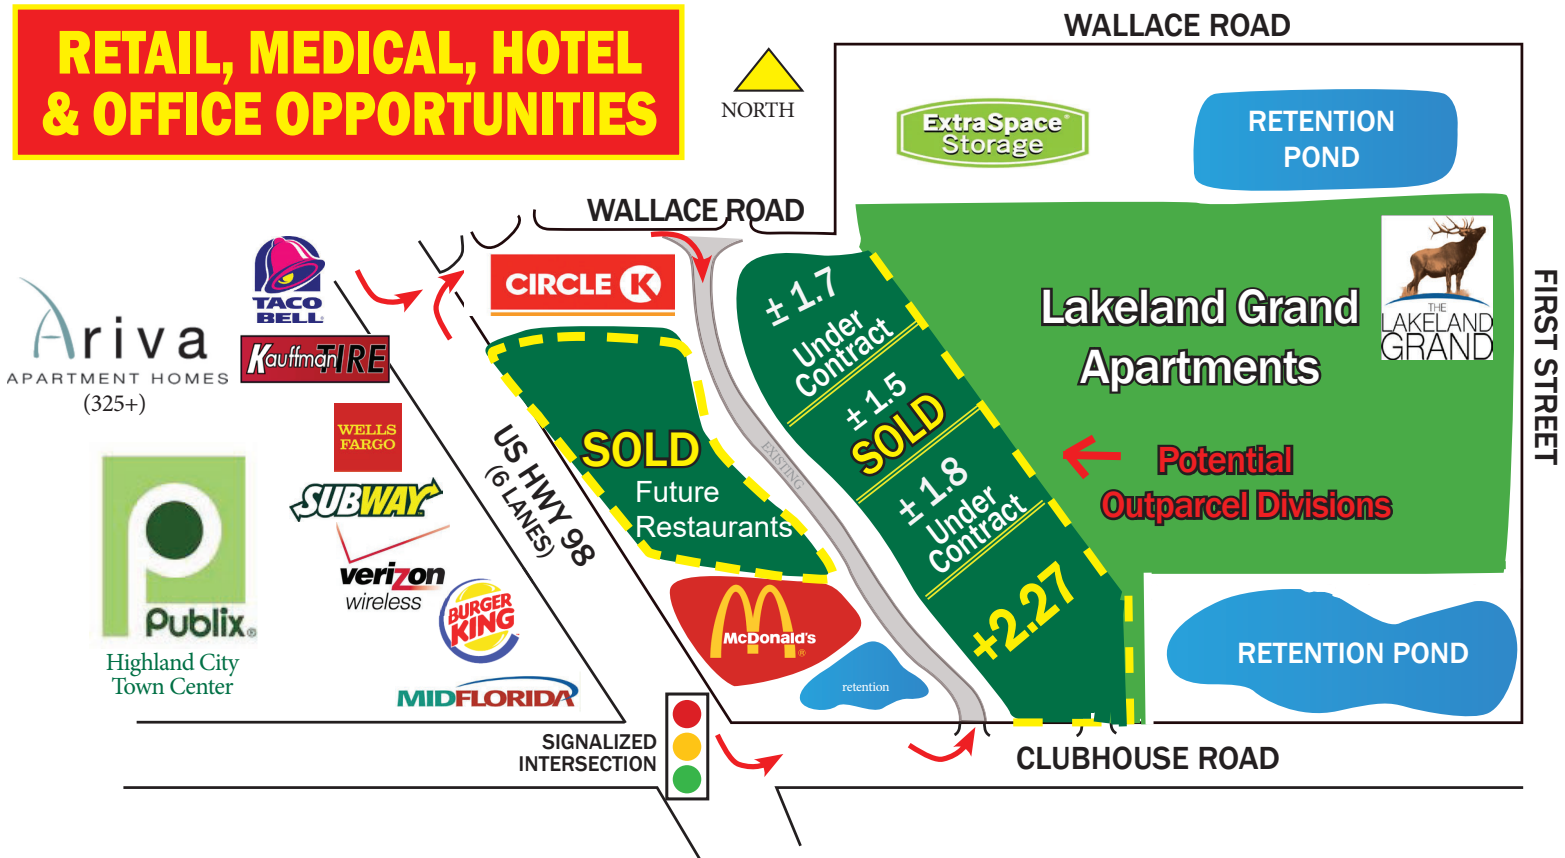 RETAIL, MEDICAL, HOTEL
& OFFICE OPPORTUNITIES
NORTH
WALLACE ROAD
ExtraSpace
Storage
RETENTION
POND
WALLACE ROAD
CIRCLE K
TACO
BELL
Ariva
APARTMENT HOMES
(325+)
Kauffman TIRE
WELLS
FARGO
SUBWAY
verizon
wireless
BURGER
KING
MIDFLORIDA
Publix®
Highland City
Town Center
US HWY 98
(6 LANES)
SOLD
Future
Restaurants
EXISTING
McDonald's
®
retention
± 1.7
Under
Contract
± 1.5
SOLD
± 1.8
Under
Contract
+2.27
Lakeland Grand
Apartments
THE
LAKELAND
GRAND
Potential
Outparcel Divisions
FIRST STREET
RETENTION POND
SIGNALIZED
INTERSECTION
CLUBHOUSE ROAD